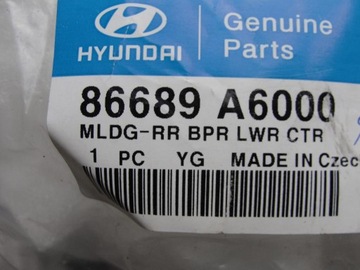 HYUNDAI
Genuine
Parts
86689 A6000
MLDG-RR BPR LWR CTR
1 PC YG MADE IN Czec